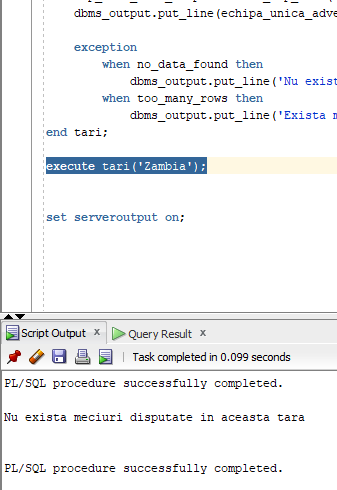 dbms_output.put_line(echipa_unica_adve
exception
when no_data_found then
dbms_output.put_line('Nu exist
when too_many_rows then
dbms_output.put_line('Exista m
end tari;
execute tari('Zambia');
set serveroutput on;
Script Output x Query Result x
Task completed in 0.099 seconds
PL/SQL procedure successfully completed.
Nu exista meciuri disputate in aceasta tara
PL/SQL procedure successfully completed.